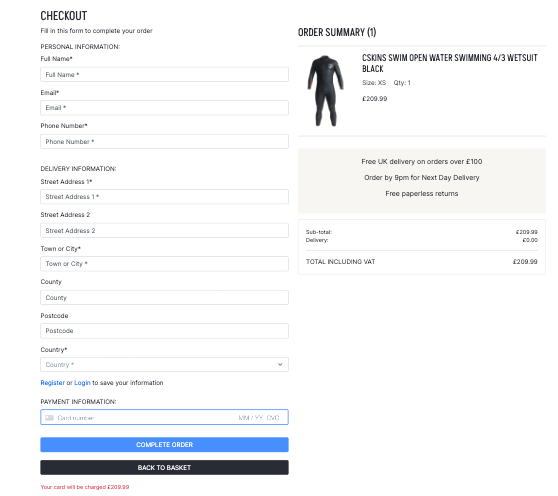 CHECKOUT
Fill in this form to complete your order
PERSONAL INFORMATION:
Full Name*
Full Name *
Email*
Email *
Phone Number*
Phone Number *
DELIVERY INFORMATION:
Street Address 1*
Street Address 1 *
Street Address 2
Street Address 2
Town or City*
Town or City *
County
County
Postcode
Postcode
Country*
Country *
Register or Login to save your information
PAYMENT INFORMATION:
Card number MM / YY CVC
COMPLETE ORDER
BACK TO BASKET
Your card will be charged £209.99
ORDER SUMMARY (1)
CSKINS SWIM OPEN WATER SWIMMING 4/3 WETSUIT
BLACK
Size: XS Qty: 1
£209.99
Free UK delivery on orders over £100
Order by 9pm for Next Day Delivery
Free paperless returns
Sub-total: £209.99
Delivery: £0.00
TOTAL INCLUDING VAT £209.99